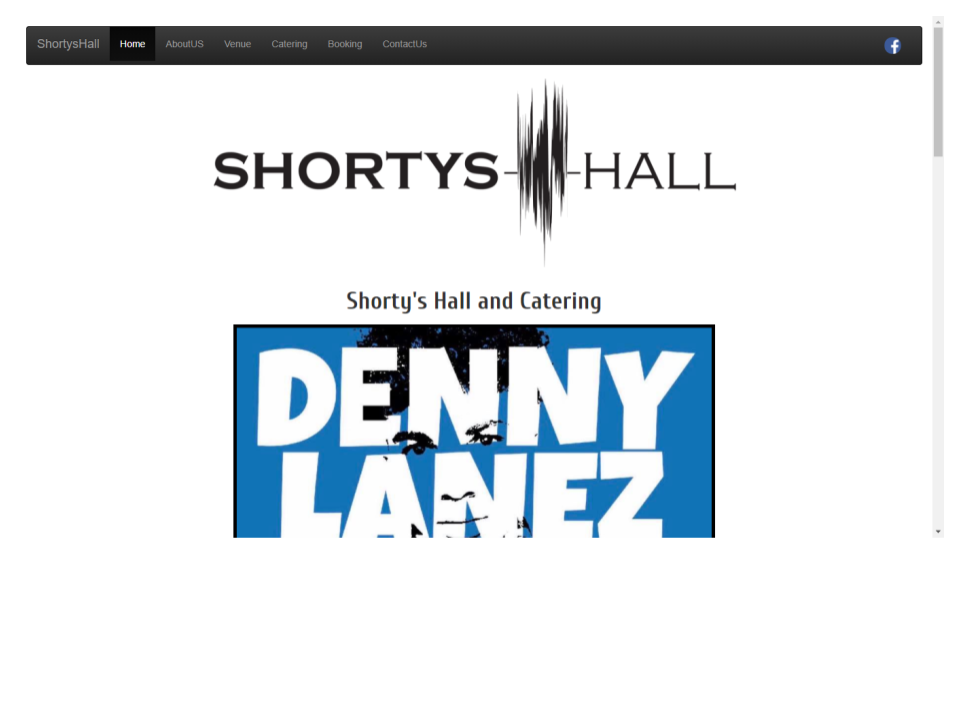 ShortysHall Home AboutUS Venue Catering Booking ContactUs
SHORTYS HALL
Shorty's Hall and Catering
DENNY
LANEZ